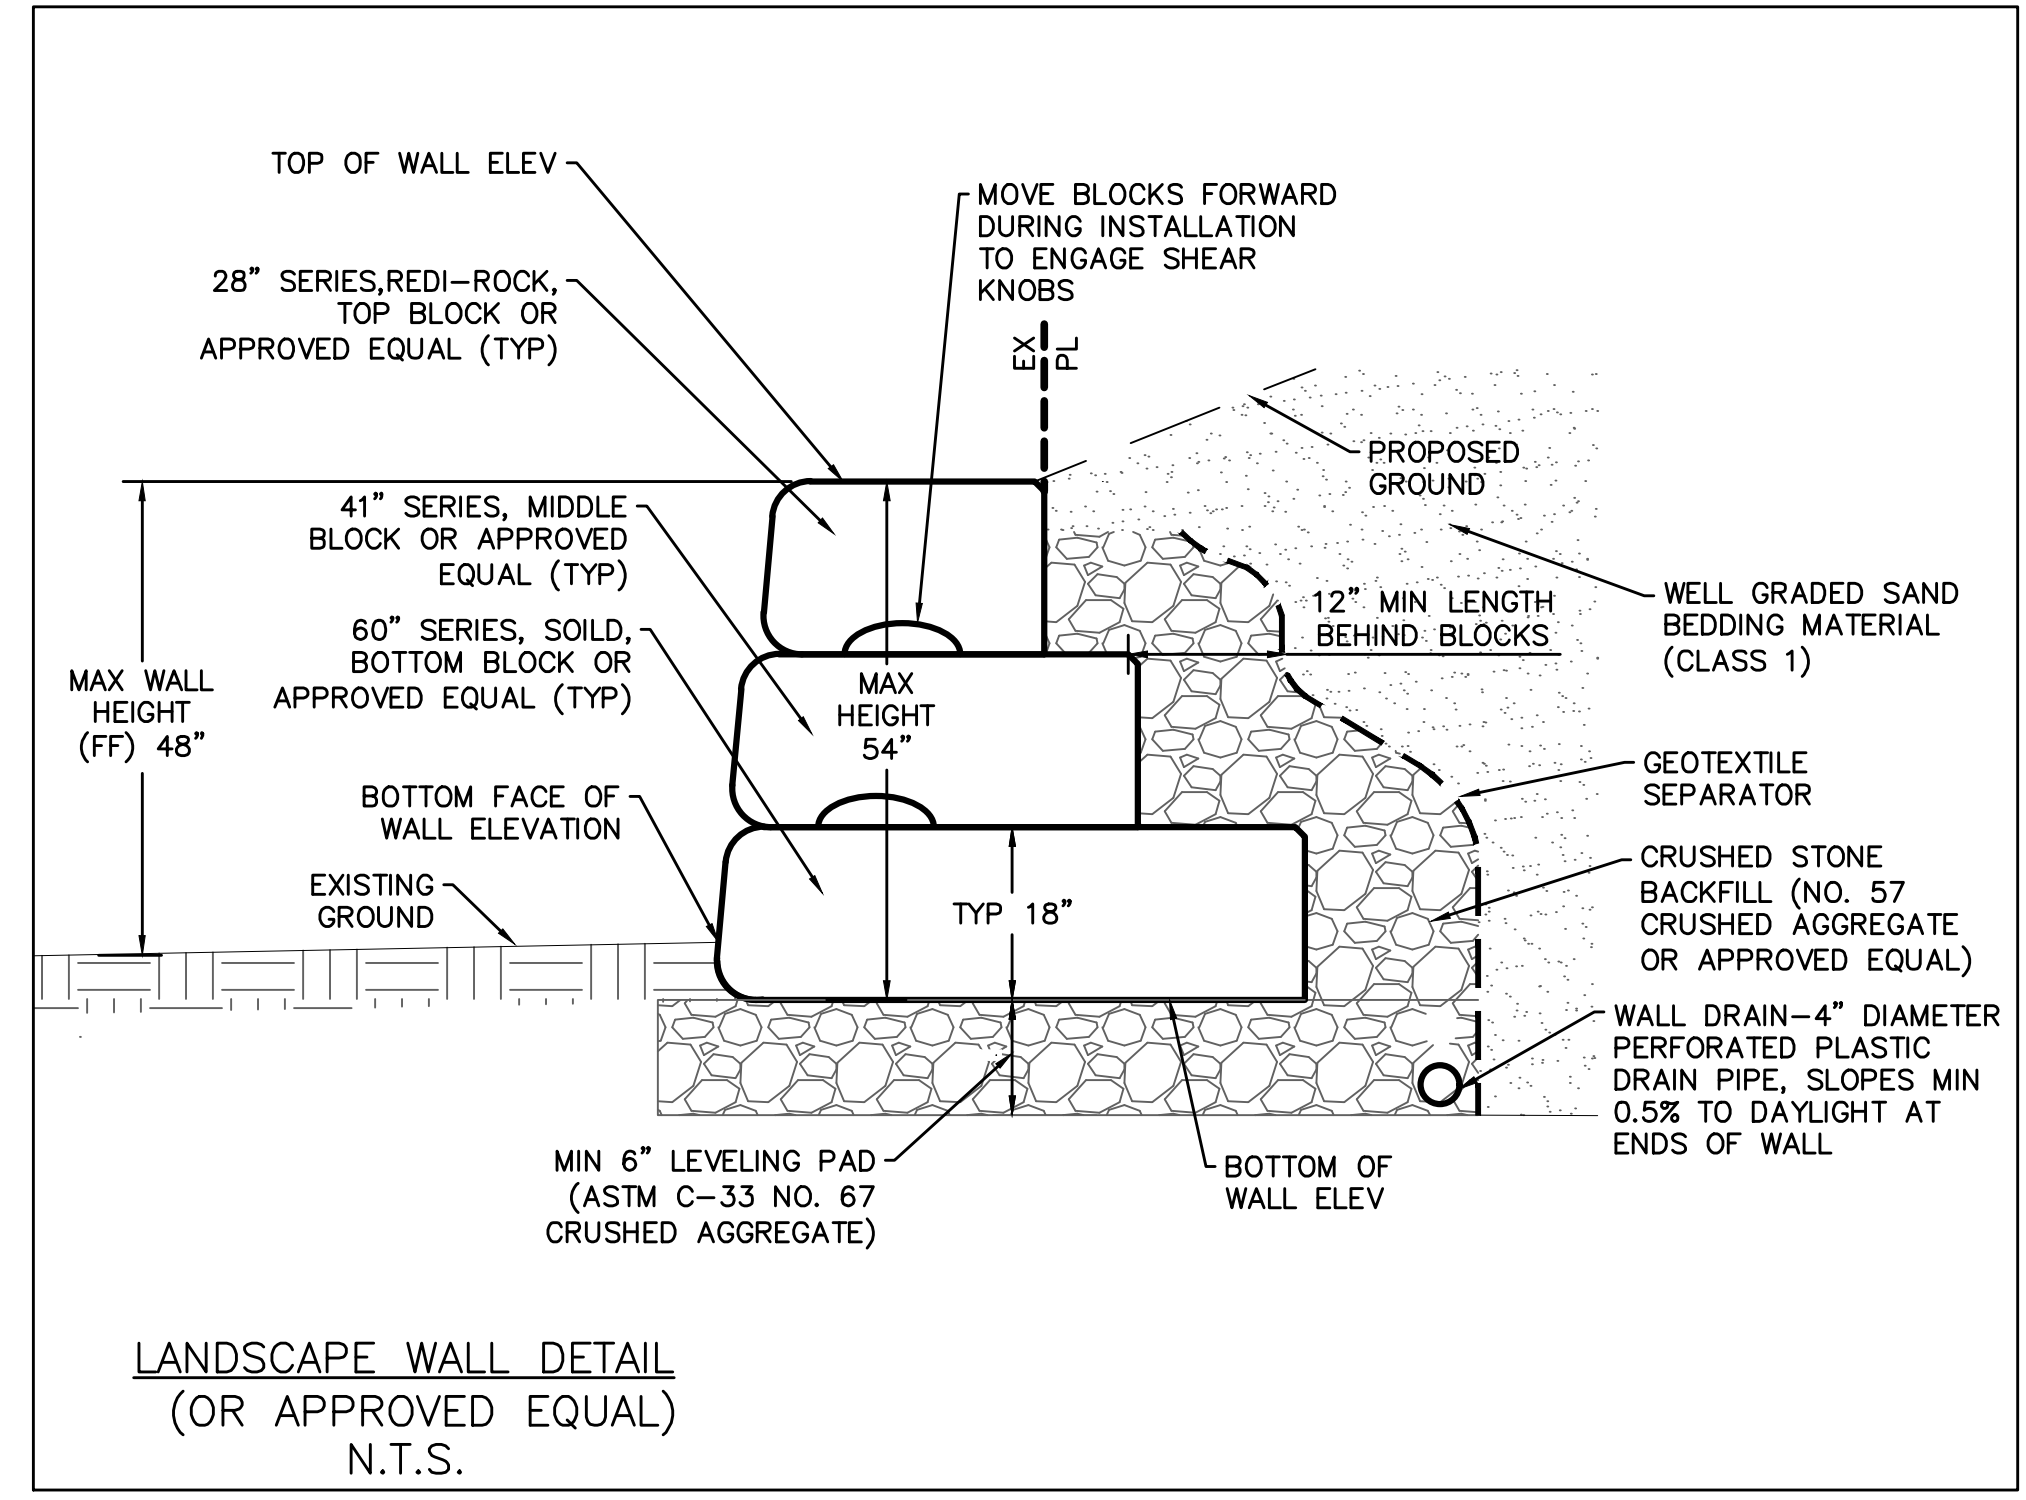 TOP OF WALL ELEV
MOVE BLOCKS FORWARD
DURING INSTALLATION
TO ENGAGE SHEAR
KNOBS
28” SERIES,REDI-ROCK,
TOP BLOCK OR
APPROVED EQUAL (TYP)
EX
PL
PROPOSED
GROUND
41” SERIES, MIDDLE
BLOCK OR APPROVED
EQUAL (TYP)
12” MIN LENGTH
BEHIND BLOCKS
WELL GRADED SAND
BEDDING MATERIAL
(CLASS 1)
60” SERIES, SOILD,
BOTTOM BLOCK OR
APPROVED EQUAL (TYP)
MAX WALL
HEIGHT
(FF) 48”
MAX
HEIGHT
54”
GEOTEXTILE
SEPARATOR
BOTTOM FACE OF
WALL ELEVATION
CRUSHED STONE
BACKFILL (NO. 57
CRUSHED AGGREGATE
OR APPROVED EQUAL)
EXISTING
GROUND
TYP 18”
WALL DRAIN-4” DIAMETER
PERFORATED PLASTIC
DRAIN PIPE, SLOPES MIN
0.5% TO DAYLIGHT AT
ENDS OF WALL
MIN 6” LEVELING PAD
(ASTM C-33 NO. 67
CRUSHED AGGREGATE)
BOTTOM OF
WALL ELEV
LANDSCAPE WALL DETAIL
(OR APPROVED EQUAL)
N.T.S.